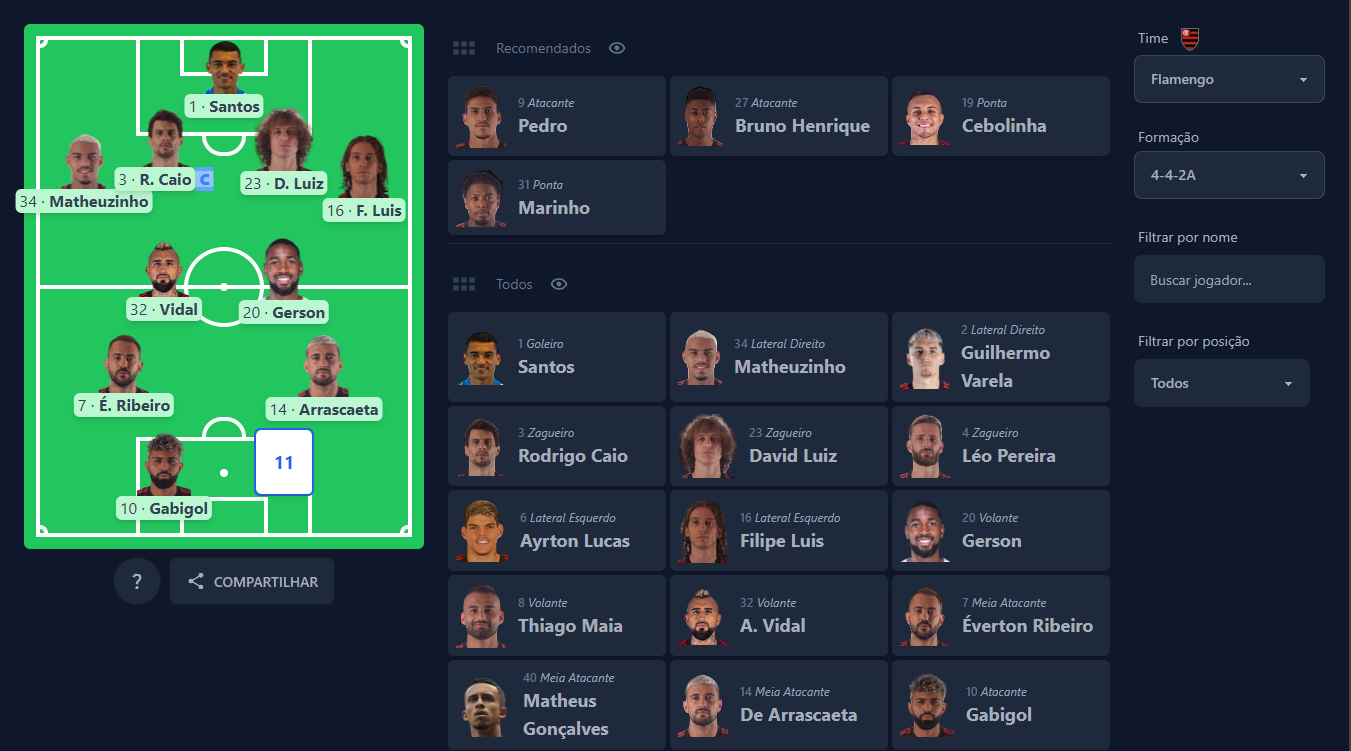 1 · Santos
3 · R. Caio C
23 · D. Luiz
34 · Matheuzinho
16 · F. Luis
32 · Vidal
20 · Gerson
7 · É. Ribeiro
14 · Arrascaeta
11
10 · Gabigol
?
COMPARTILHAR
Recomendados
9 Atacante
Pedro
27 Atacante
Bruno Henrique
19 Ponta
Cebolinha
31 Ponta
Marinho
Todos
1 Goleiro
Santos
34 Lateral Direito
Matheuzinho
2 Lateral Direito
Guilhermo
Varela
3 Zagueiro
Rodrigo Caio
23 Zagueiro
David Luiz
4 Zagueiro
Léo Pereira
6 Lateral Esquerdo
Ayrton Lucas
16 Lateral Esquerdo
Filipe Luis
20 Volante
Gerson
8 Volante
Thiago Maia
32 Volante
A. Vidal
7 Meia Atacante
Éverton Ribeiro
40 Meia Atacante
Matheus
Gonçalves
14 Meia Atacante
De Arrascaeta
10 Atacante
Gabigol
Time
Flamengo
Formação
4-4-2A
Filtrar por nome
Buscar jogador...
Filtrar por posição
Todos